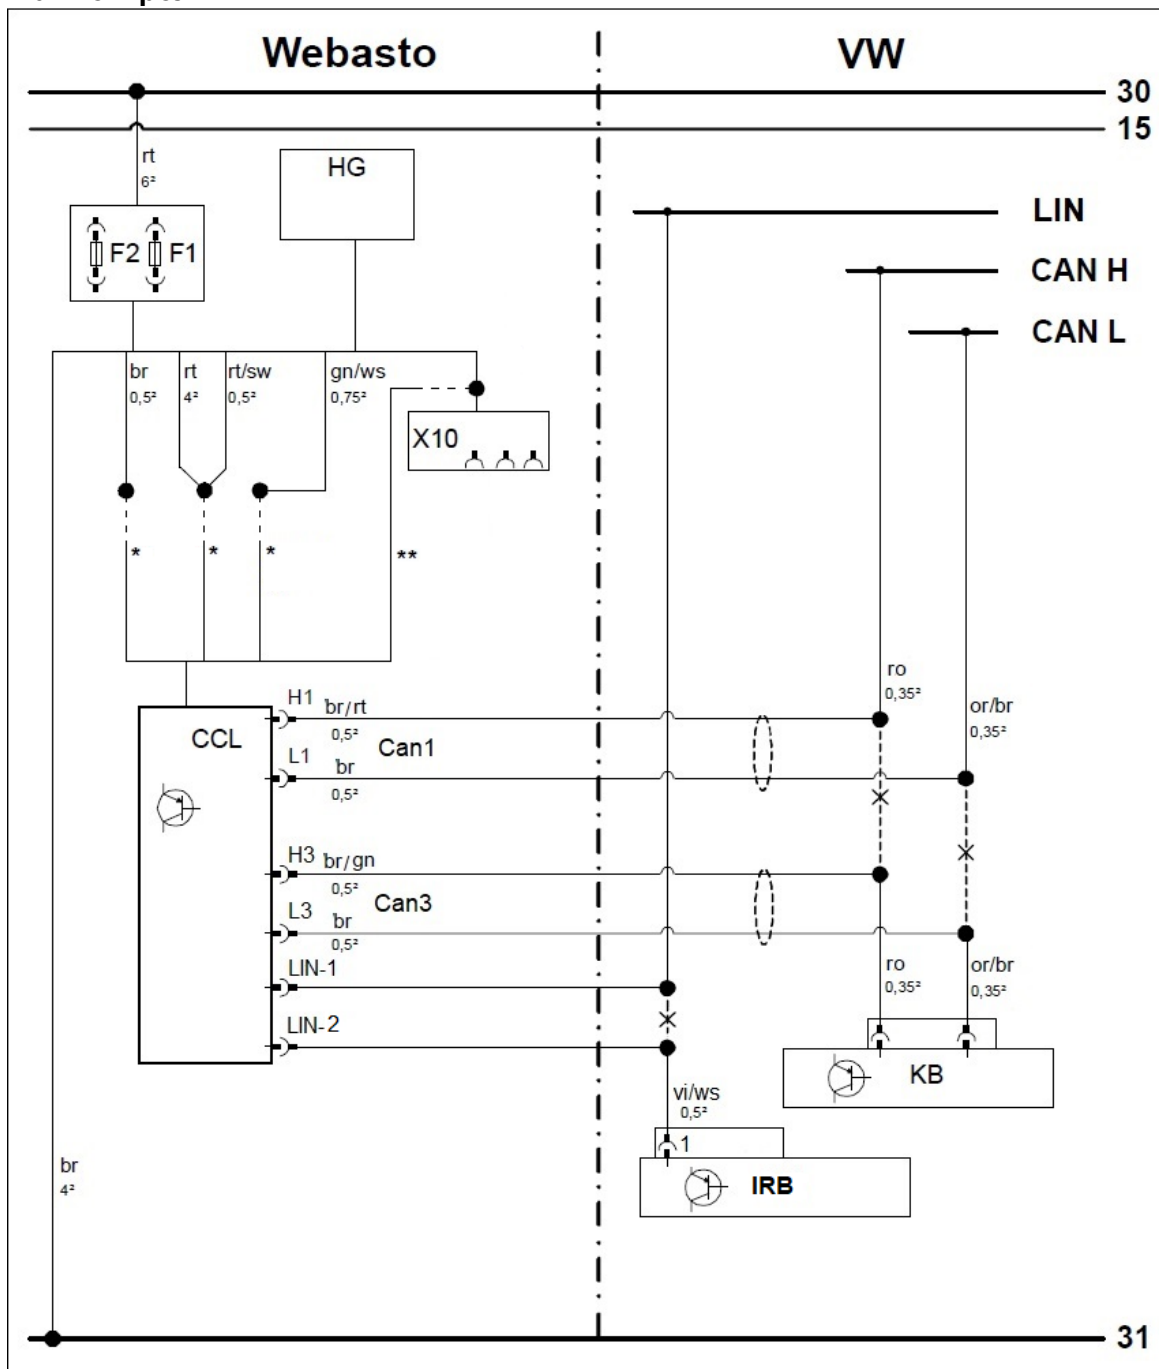 Webasto VW
30
15
rt
6²
HG
F2 F1
LIN
CAN H
CAN L
br rt rt/sw gn/ws
0,5² 4² 0,5² 0,75²
X10
* * * **
ro
0,35²
or/br
0,35²
CCL
H1 br/rt
0,5²
Can1
L1 br
0,5²
H3 br/gn
0,5²
Can3
L3 br
0,5²
LIN-1
LIN-2
ro or/br
0,35² 0,35²
KB
vi/ws
0,5²
1
IRB
br
4²
31